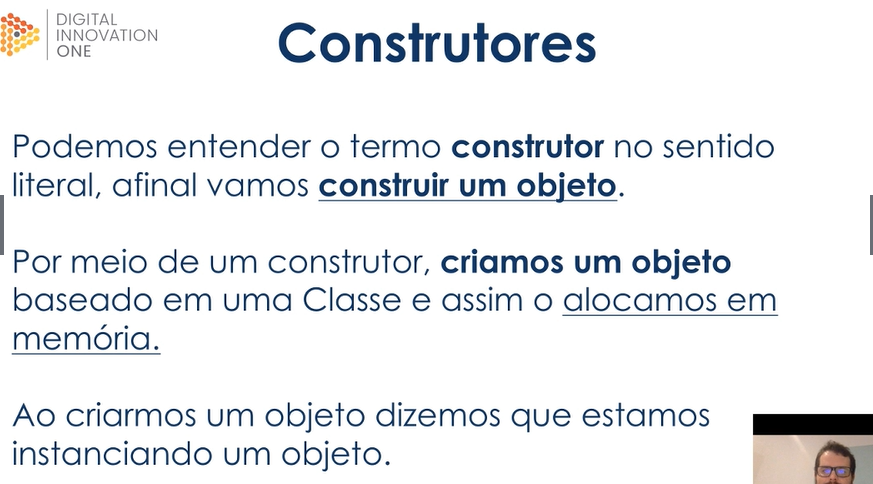 DIGITAL
INNOVATION
ONE
Construtores
Podemos entender o termo construtor no sentido
literal, afinal vamos construir um objeto.
Por meio de um construtor, criamos um objeto
baseado em uma Classe e assim o alocamos em
memória.
Ao criarmos um objeto dizemos que estamos
instanciando um objeto.